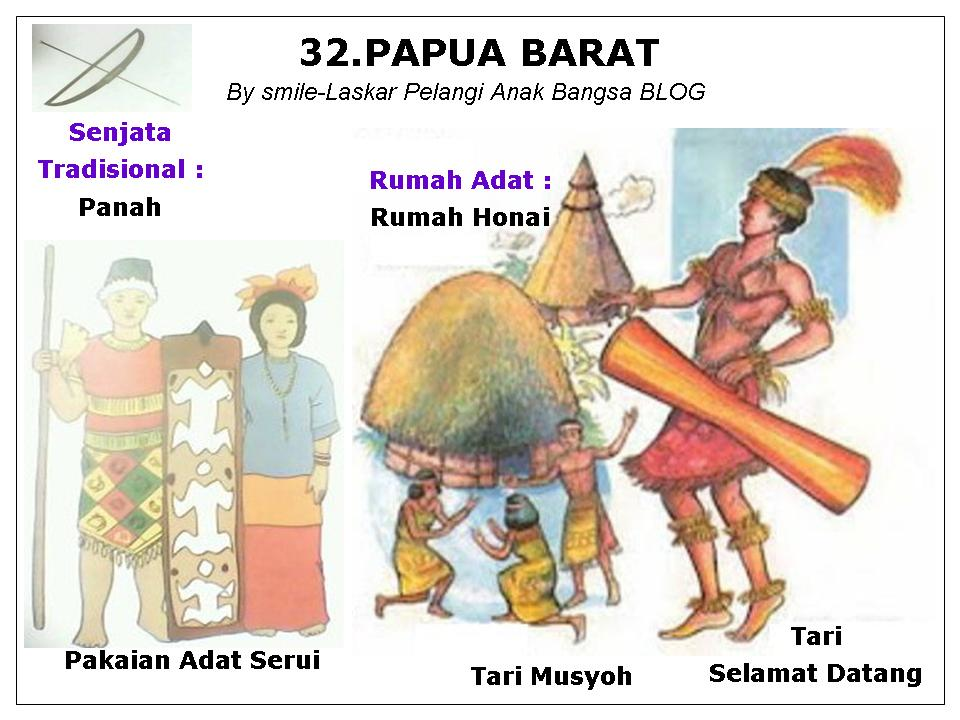 32.PAPUA BARAT
By smile-Laskar Pelangi Anak Bangsa BLOG
Senjata
Tradisional :
Panah
Rumah Adat :
Rumah Honai
Pakaian Adat Serui
Tari Musyoh
Tari
Selamat Datang